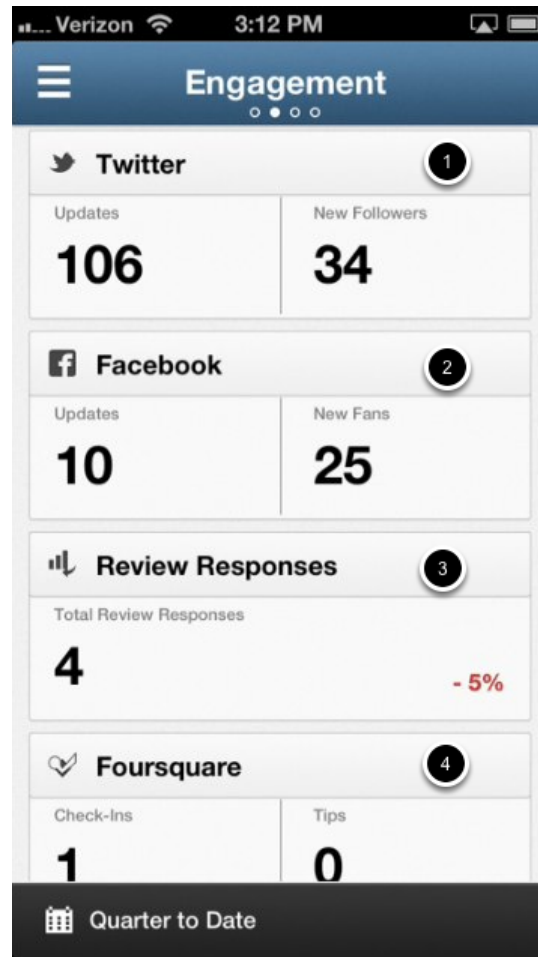 Verizon 3:12 PM
Engagement
Twitter 1
Updates New Followers
106 34
Facebook 2
Updates New Fans
10 25
Review Responses 3
Total Review Responses
4
- 5%
Foursquare 4
Check-Ins Tips
1 0
Quarter to Date